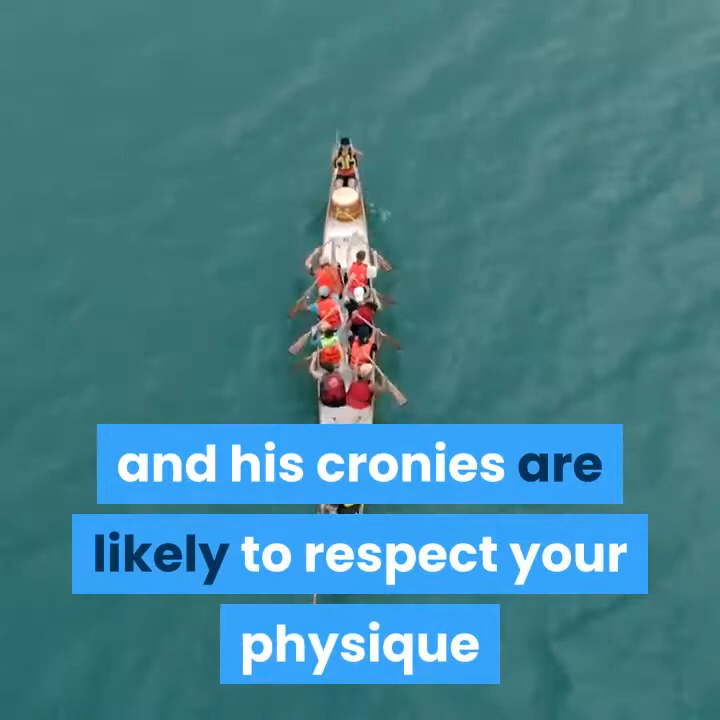 and his cronies are
likely to respect your
physique